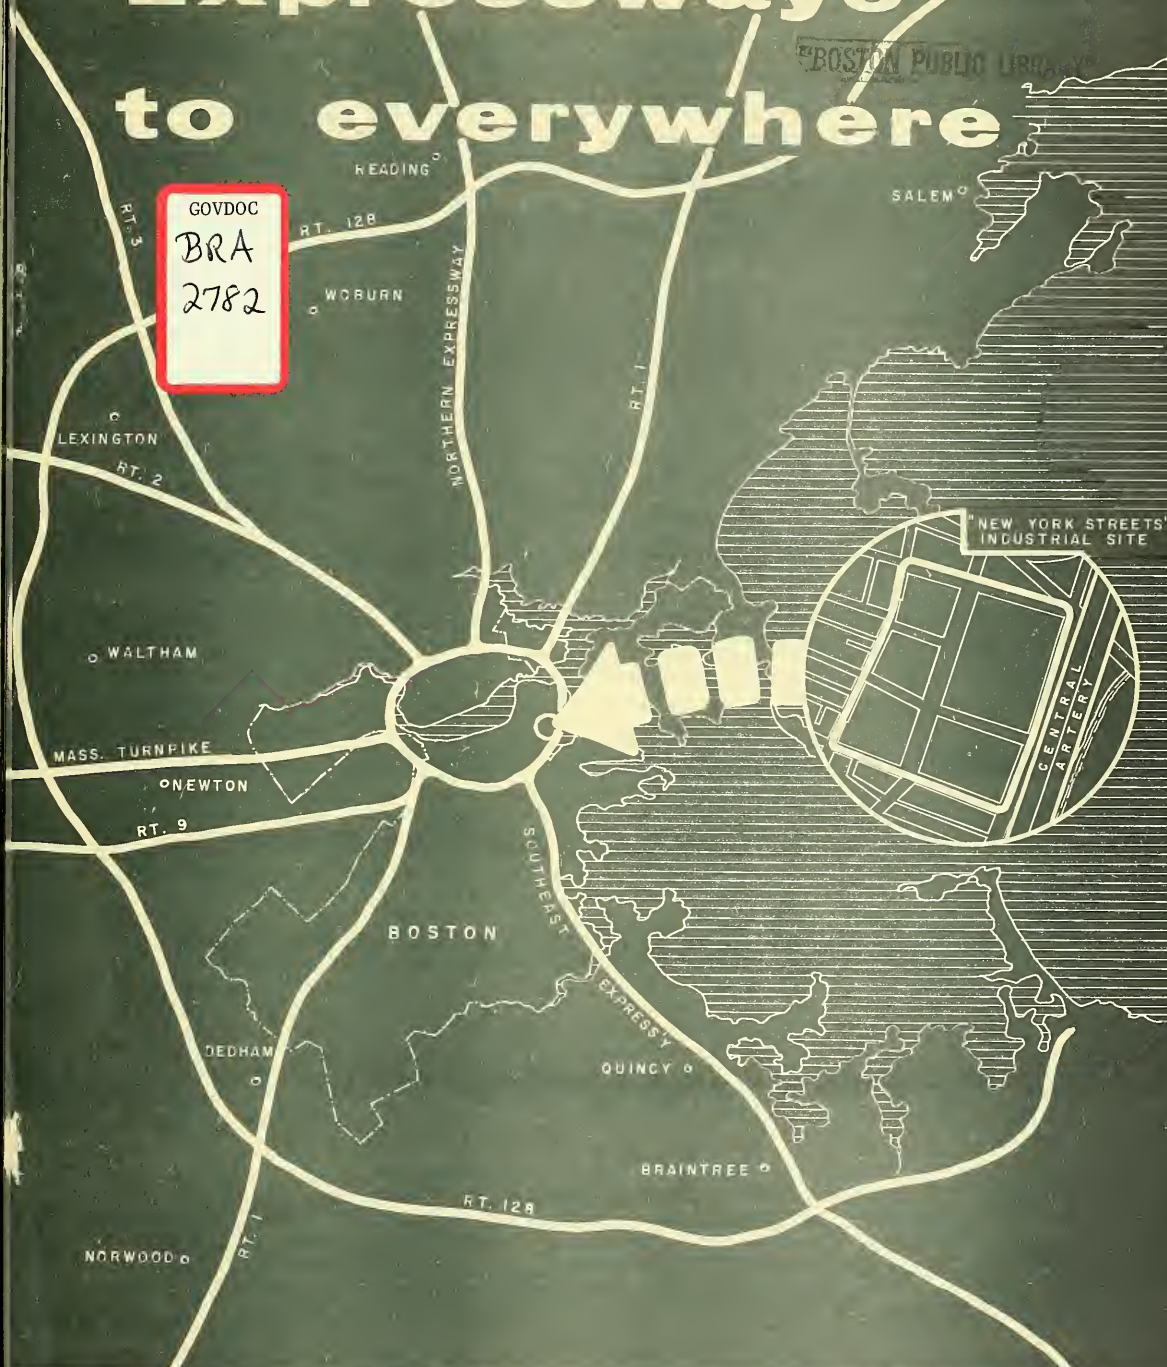 Expressways
to everywhere
BOSTON PUBLIC LIBRARY
READING
SALEM
GOVDOC
BRA
2782
RT. 3
RT. 128
WOBURN
NORTHERN EXPRESSWAY
RT. 1
LEXINGTON
RT. 2
"NEW YORK STREETS"
INDUSTRIAL SITE
WALTHAM
CENTRAL
ARTERY
MASS. TURNPIKE
NEWTON
RT. 9
SOUTHEAST EXPRESS'Y
BOSTON
DEDHAM
QUINCY
BRAINTREE
RT. 128
RT. 1
NORWOOD